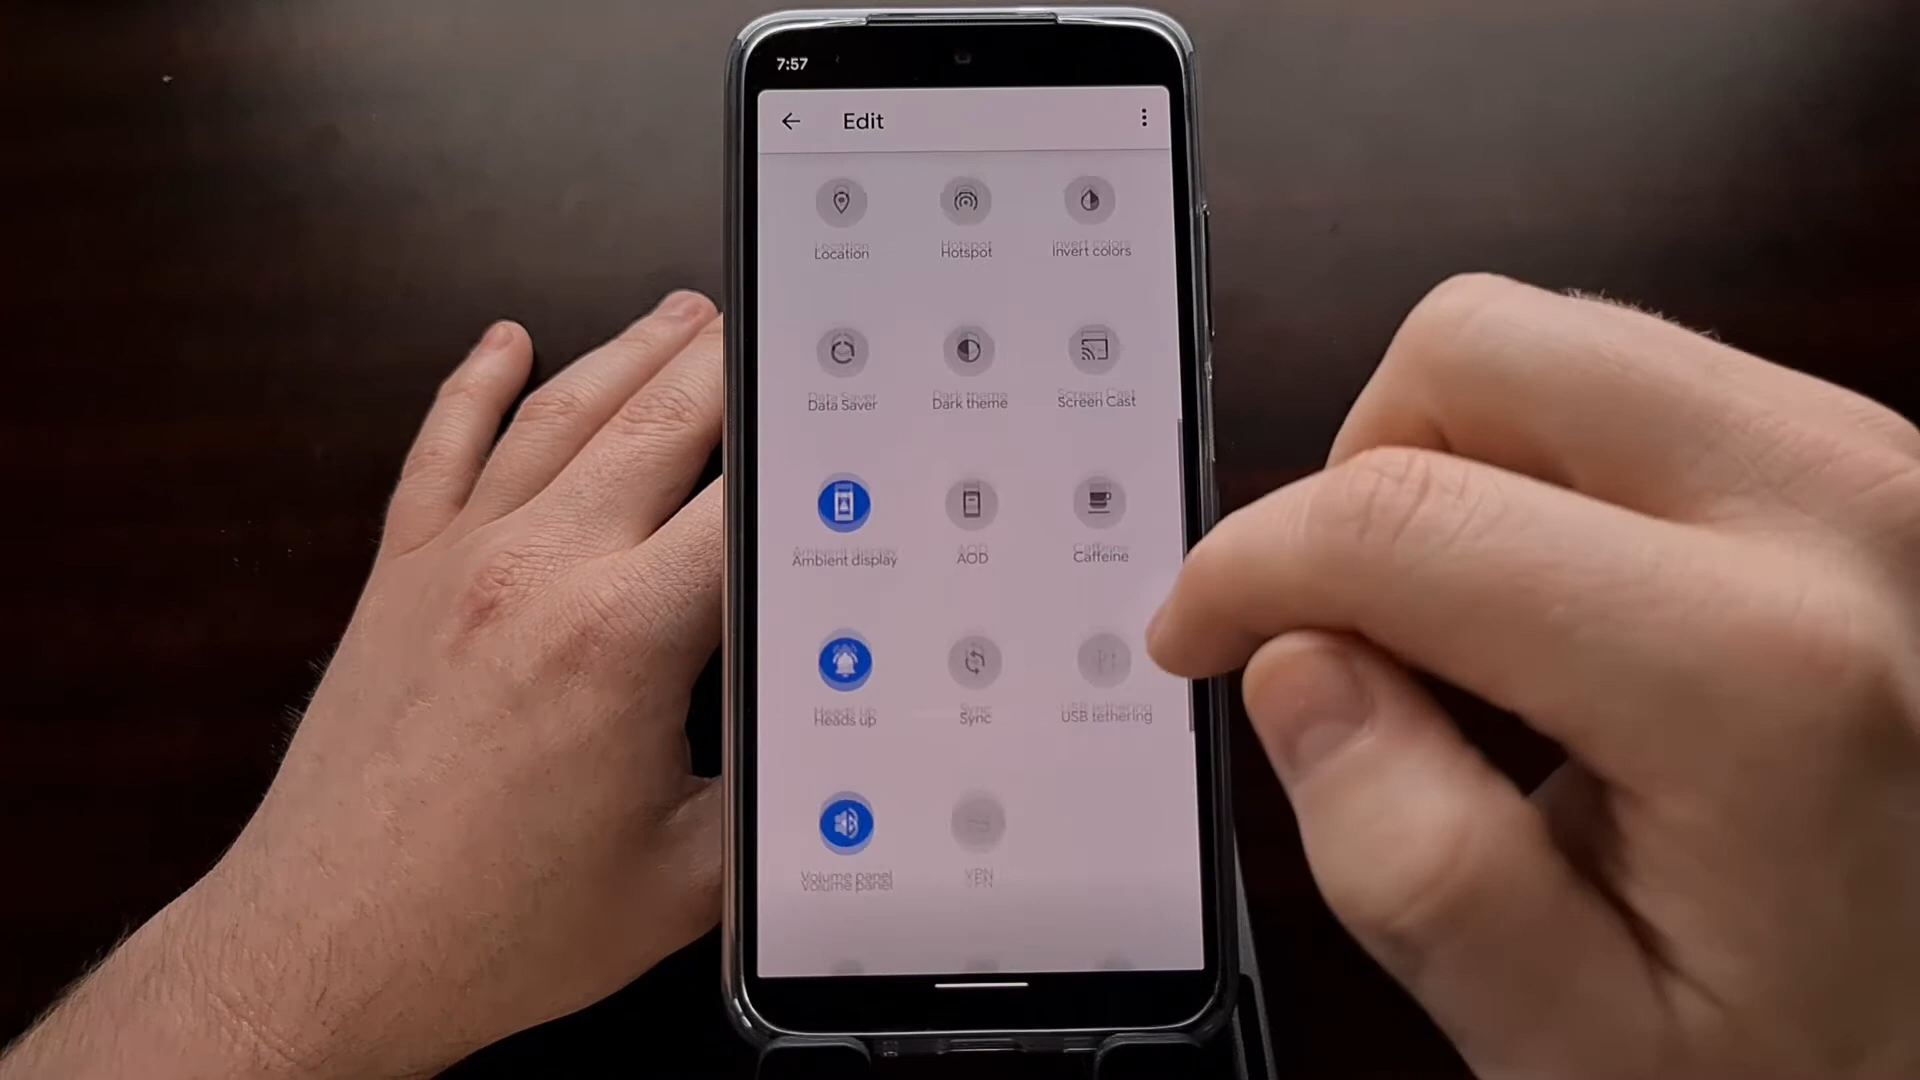 7:57
Edit
Location Hotspot Invert colors
Data Saver Dark theme Screen Cast
Ambient display AOD Caffeine
Heads up Sync USB tethering
Volume panel VPN